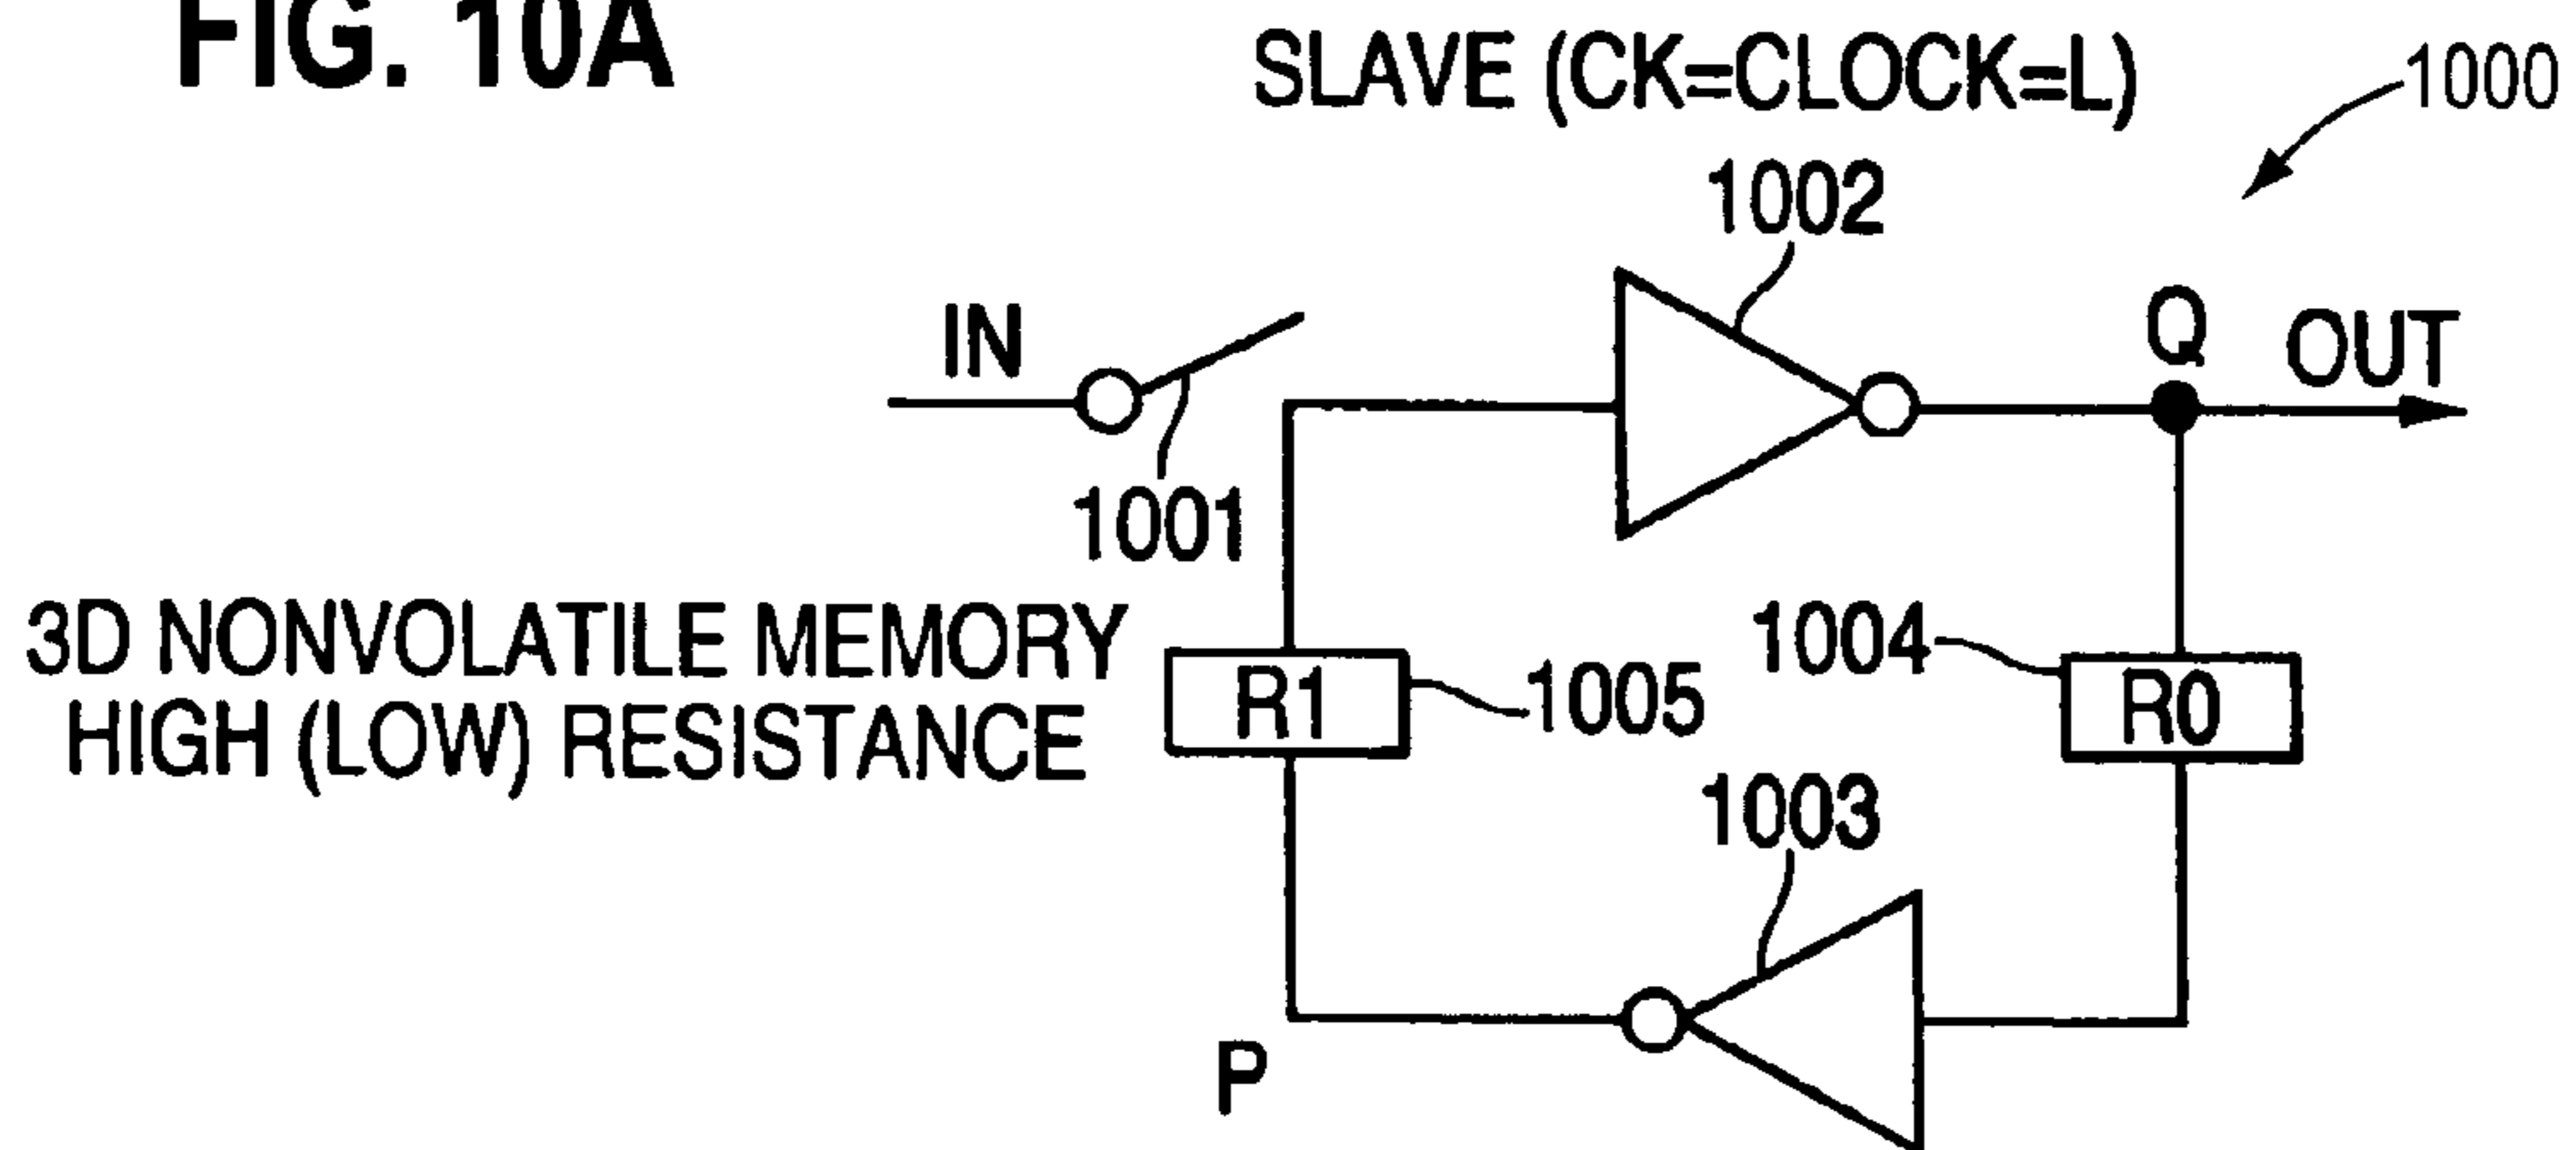 FIG. 10A
SLAVE (CK=CLOCK=L)
1000
1002
IN
Q
OUT
1001
3D NONVOLATILE MEMORY
HIGH (LOW) RESISTANCE
R1
1005
1004
R0
1003
P